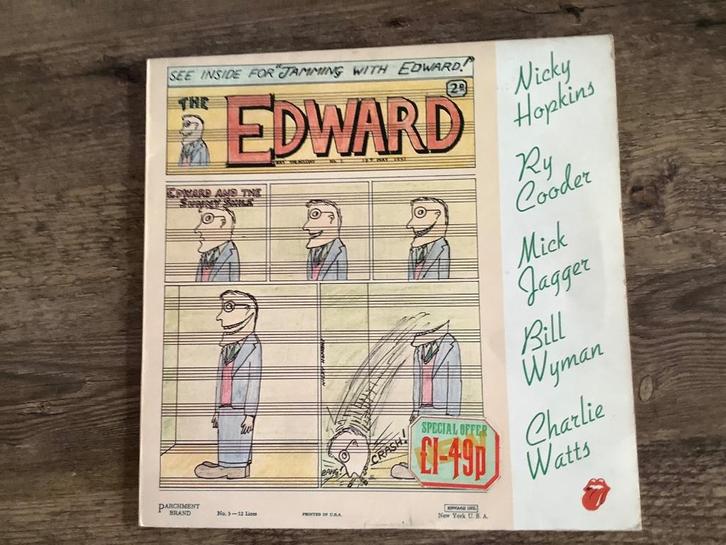 SEE INSIDE FOR "JAMMING WITH EDWARD!"
THE
EDWARD
EDWARD AND THE
CRASH!
SPECIAL OFFER
£1-49p
PARCHMENT
BRAND
No. 3—12 Lines
PRINTED IN U.S.A.
New York U. S. A.
Nicky
Hopkins
Ry
Cooder
Mick
Jagger
Bill
Wyman
Charlie
Watts